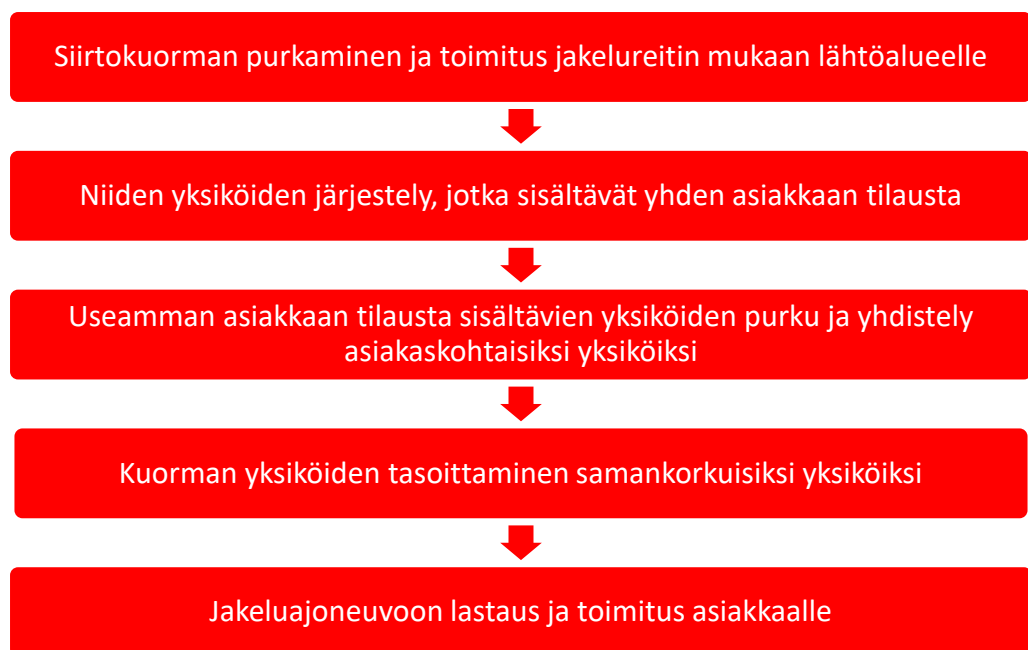 Siirtokuorman purkaminen ja toimitus jakelureitin mukaan lähtöalueelle
Niiden yksiköiden järjestely, jotka sisältävät yhden asiakkaan tilausta
Useamman asiakkaan tilausta sisältävien yksiköiden purku ja yhdistely
asiakaskohtaisiksi yksiköiksi
Kuorman yksiköiden tasoittaminen samankorkuisiksi yksiköiksi
Jakeluajoneuvoon lastaus ja toimitus asiakkaalle